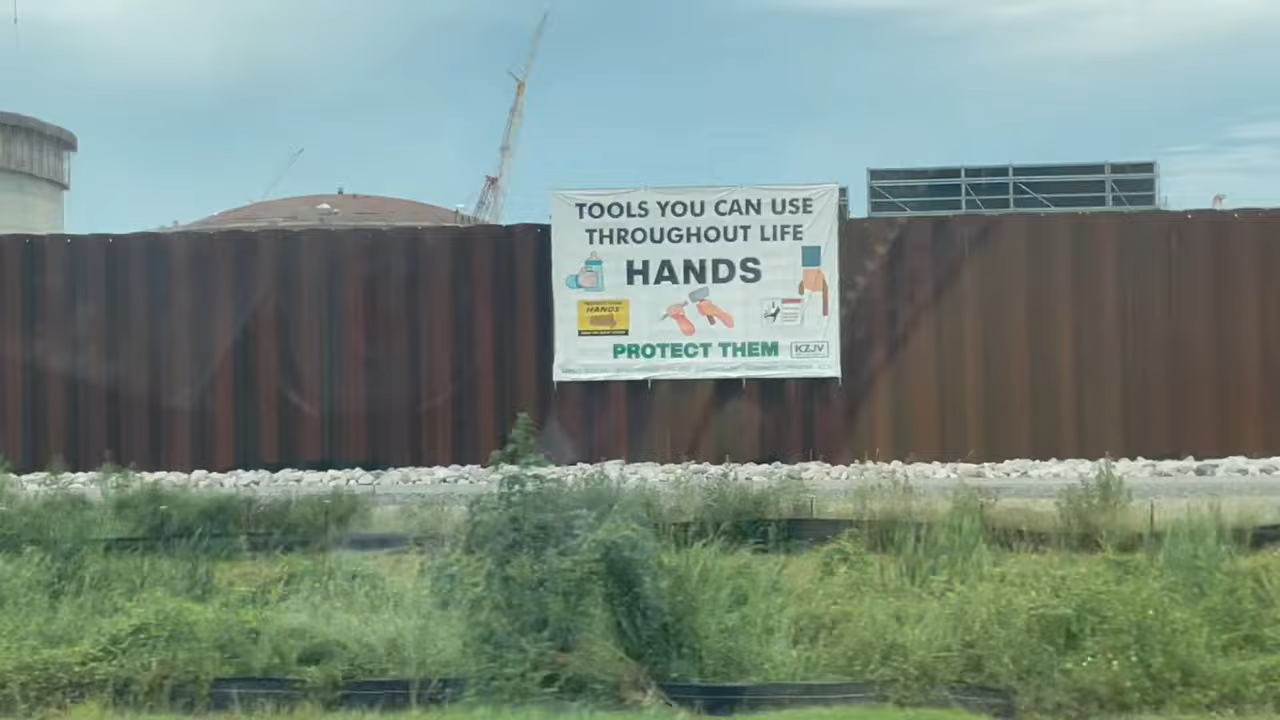 TOOLS YOU CAN USE
THROUGHOUT LIFE
HANDS
HANDS
PROTECT THEM
KZJV